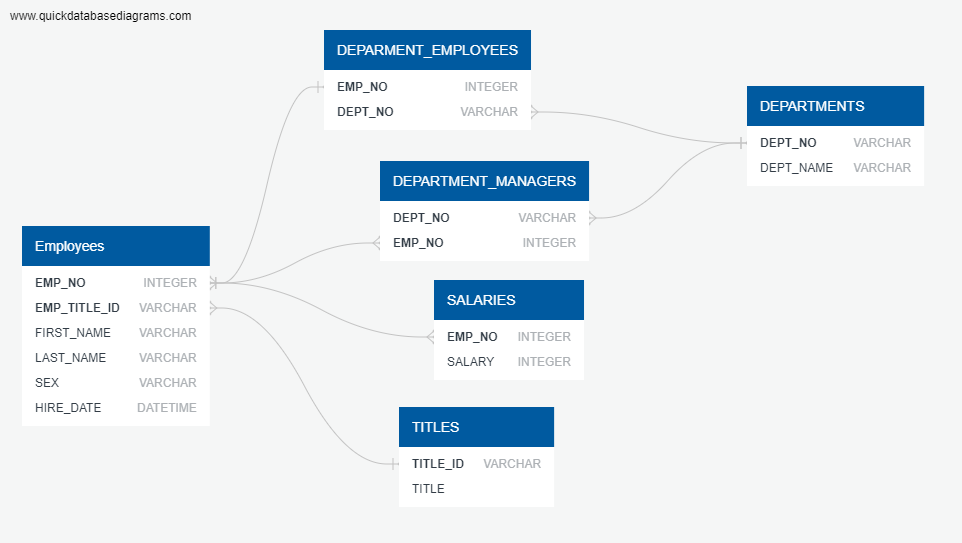 www.quickdatabasediagrams.com
DEPARMENT_EMPLOYEES
EMP_NO INTEGER
DEPT_NO VARCHAR
DEPARTMENTS
DEPT_NO VARCHAR
DEPT_NAME VARCHAR
DEPARTMENT_MANAGERS
DEPT_NO VARCHAR
EMP_NO INTEGER
Employees
EMP_NO INTEGER
EMP_TITLE_ID VARCHAR
FIRST_NAME VARCHAR
LAST_NAME VARCHAR
SEX VARCHAR
HIRE_DATE DATETIME
SALARIES
EMP_NO INTEGER
SALARY INTEGER
TITLES
TITLE_ID VARCHAR
TITLE